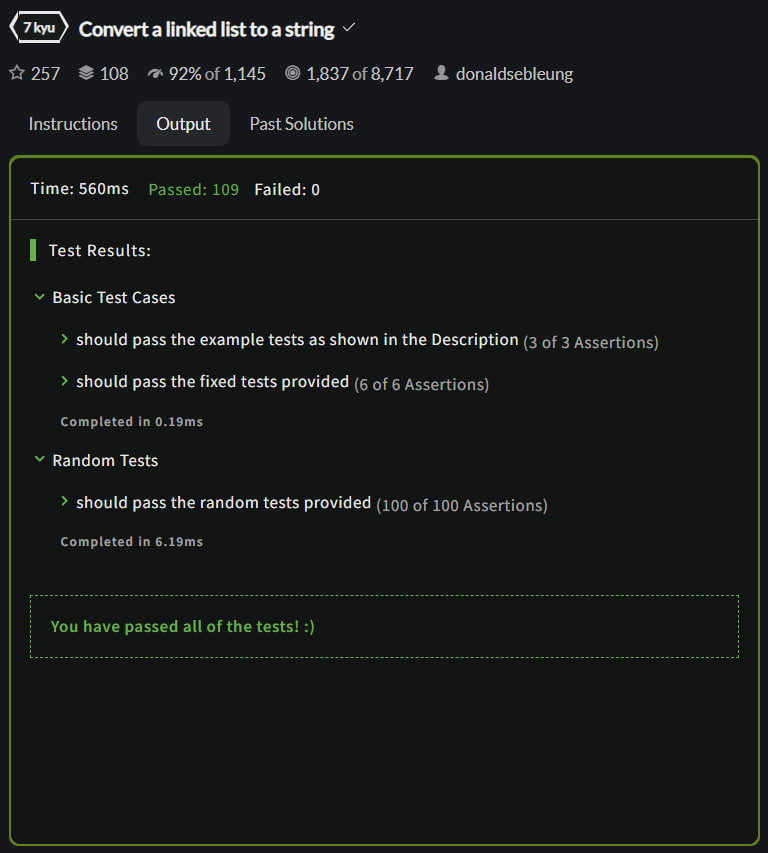 7 kyu Convert a linked list to a string
257 108 92% of 1,145 1,837 of 8,717 donaldsebleung
Instructions Output Past Solutions
Time: 560ms Passed: 109 Failed: 0
Test Results:
Basic Test Cases
should pass the example tests as shown in the Description (3 of 3 Assertions)
should pass the fixed tests provided (6 of 6 Assertions)
Completed in 0.19ms
Random Tests
should pass the random tests provided (100 of 100 Assertions)
Completed in 6.19ms
You have passed all of the tests! :)